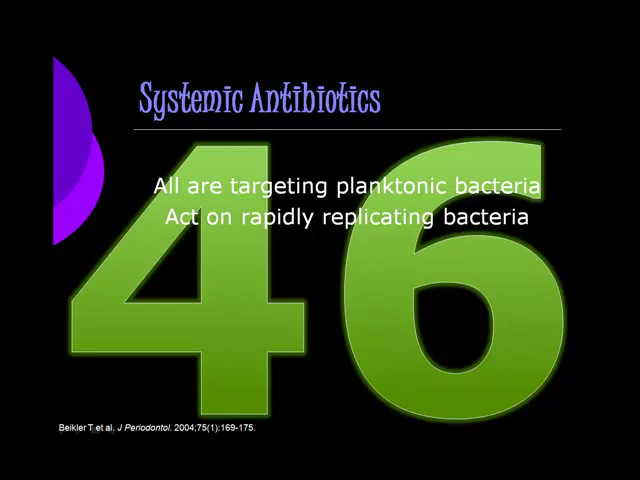 Systemic Antibiotics
All are targeting planktonic bacteria
Act on rapidly replicating bacteria
46
Beikler T et al. J Periodontol. 2004;75(1):169-175.